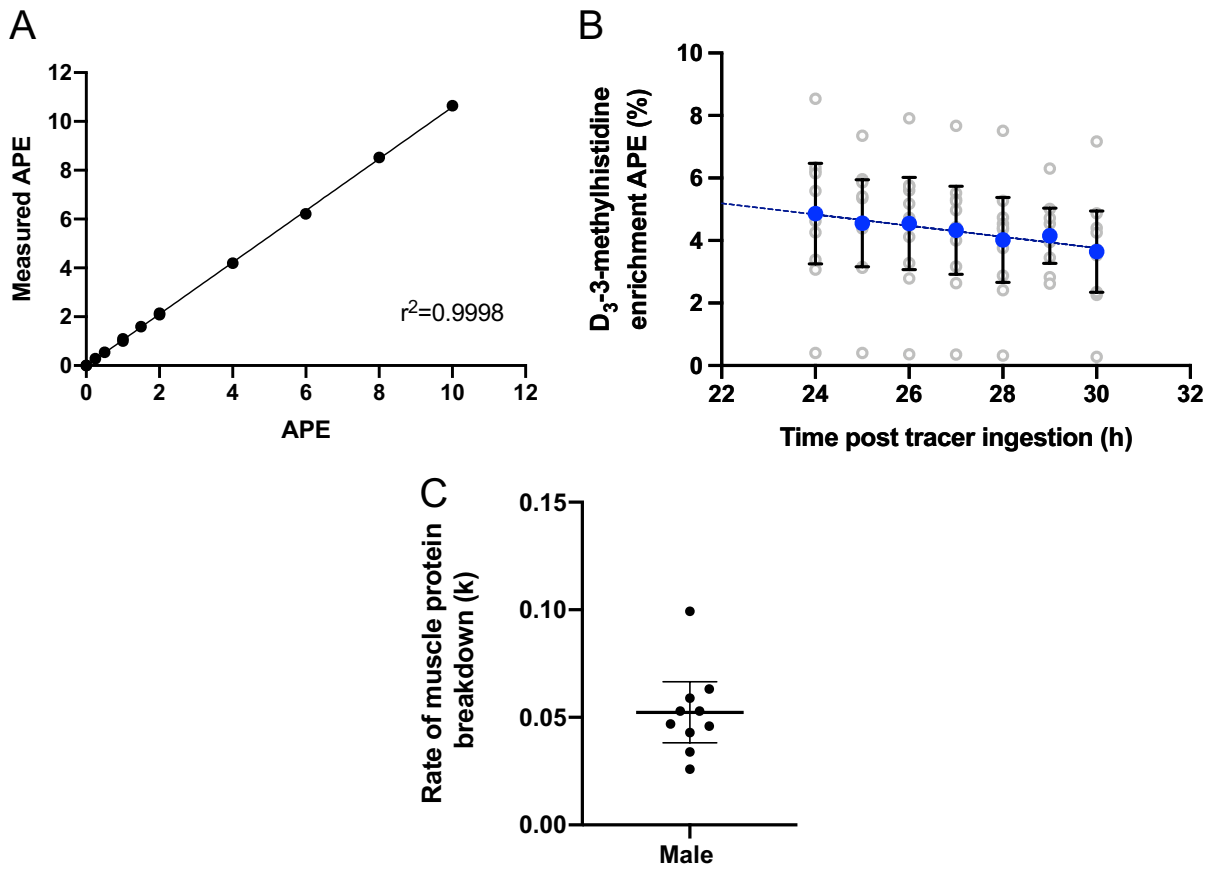 A
Measured APE
12
10
8
6
4
2
0
r²=0.9998
0 2 4 6 8 10 12
APE
B
D₃-3-methylhistidine
enrichment APE (%)
10
8
6
4
2
0
22 24 26 28 30 32
Time post tracer ingestion (h)
C
Rate of muscle protein
breakdown (k)
0.15
0.10
0.05
0.00
Male